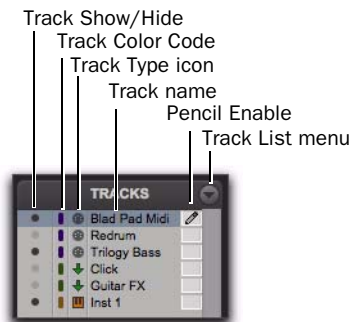 Track Show/Hide
Track Color Code
Track Type icon
Track name
Pencil Enable
Track List menu
TRACKS
Blad Pad Midi
Redrum
Trilogy Bass
Click
Guitar FX
Inst 1